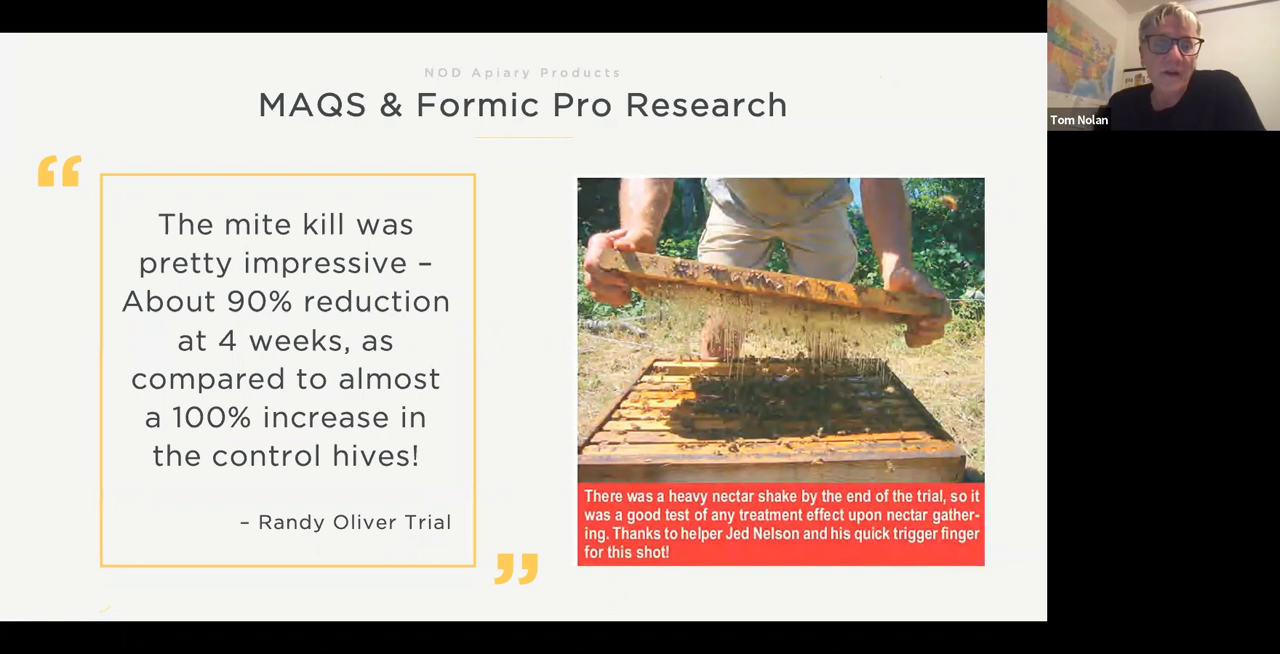 NOD Apiary Products
MAQS & Formic Pro Research
“
The mite kill was
pretty impressive –
About 90% reduction
at 4 weeks, as
compared to almost
a 100% increase in
the control hives!
– Randy Oliver Trial
”
There was a heavy nectar shake by the end of the trial, so it
was a good test of any treatment effect upon nectar gather-
ing. Thanks to helper Jed Nelson and his quick trigger finger
for this shot!
Tom Nolan